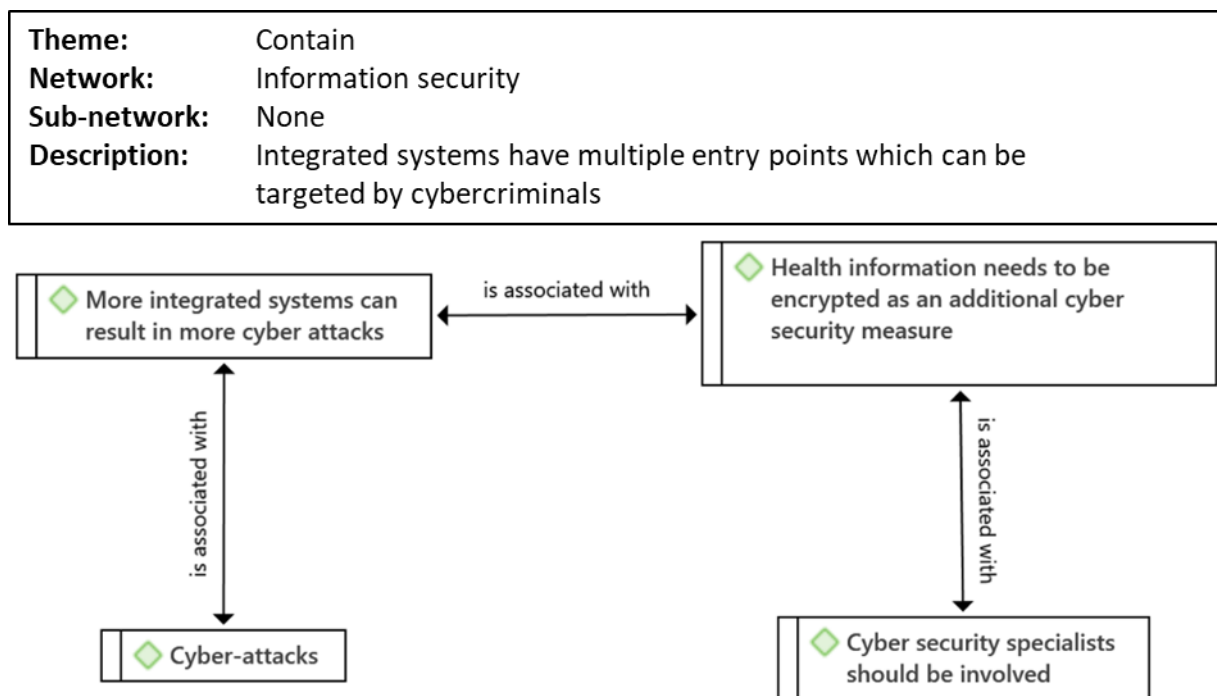 Theme: Contain
Network: Information security
Sub-network: None
Description: Integrated systems have multiple entry points which can be
targeted by cybercriminals
More integrated systems can
result in more cyber attacks
is associated with
Health information needs to be
encrypted as an additional cyber
security measure
is associated with
is associated with
Cyber-attacks
Cyber security specialists
should be involved